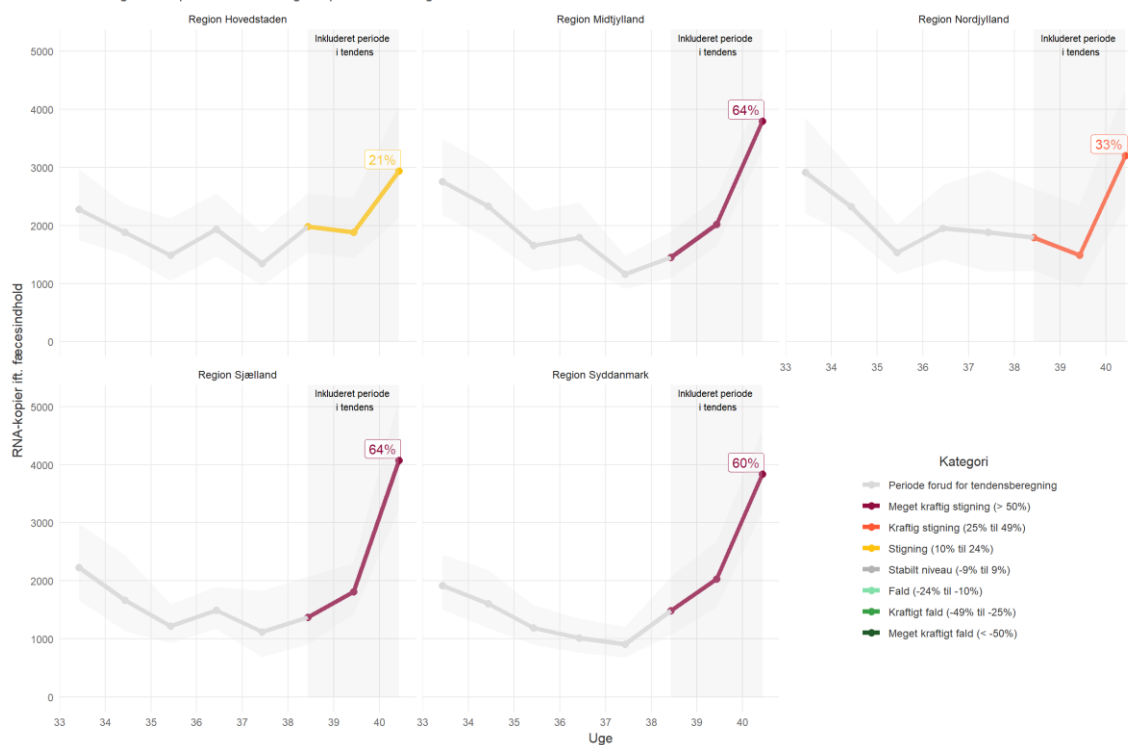 Region Hovedstaden
Region Midtjylland
Region Nordjylland
Inkluderet periode
i tendens
Inkluderet periode
i tendens
Inkluderet periode
i tendens
5000
4000
3000
2000
1000
0
21%
64%
33%
33 34 35 36 37 38 39 40
Region Sjælland
Region Syddanmark
Inkluderet periode
i tendens
Inkluderet periode
i tendens
5000
4000
3000
2000
1000
0
64%
60%
33 34 35 36 37 38 39 40
33 34 35 36 37 38 39 40
RNA-kopier ift. fæcesindhold
Uge
Kategori
Periode forud for tendensberegning
Meget kraftig stigning (> 50%)
Kraftig stigning (25% til 49%)
Stigning (10% til 24%)
Stabilt niveau (-9% til 9%)
Fald (-24% til -10%)
Kraftigt fald (-49% til -25%)
Meget kraftigt fald (< -50%)